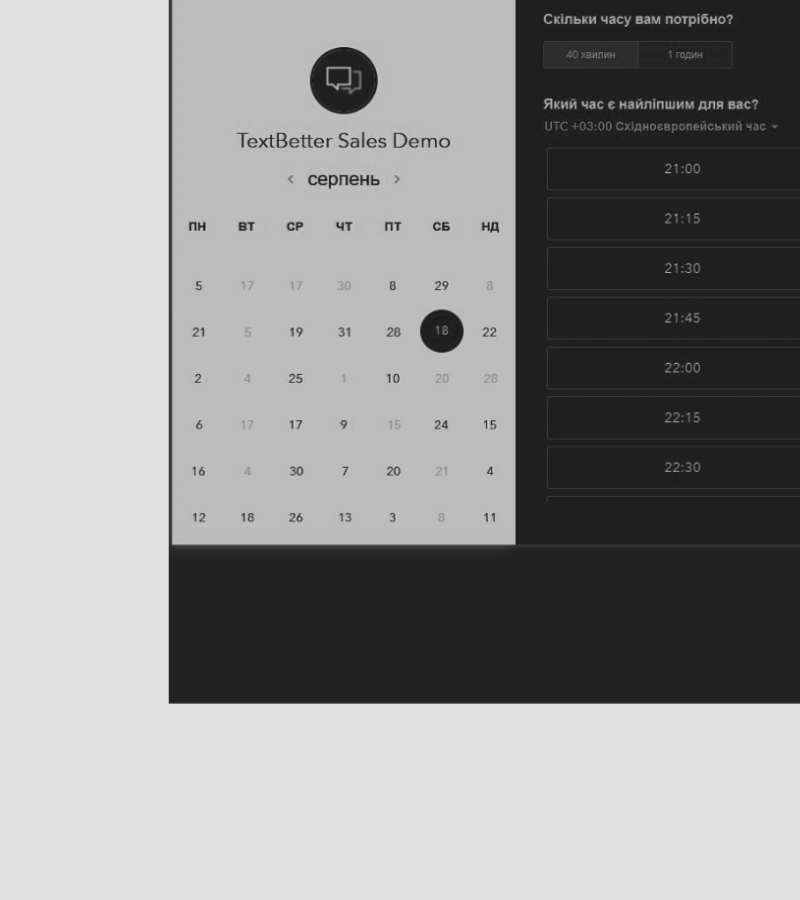 TextBetter Sales Demo
серпень
ПН ВТ СР ЧТ ПТ СБ НД
5 17 17 30 8 29 8
21 5 19 31 28 18 22
2 4 25 1 10 20 28
6 17 17 9 15 24 15
16 4 30 7 20 21 4
12 18 26 13 3 8 11
Скільки часу вам потрібно?
40 хвилин 1 годин
Який час є найліпшим для вас?
UTC +03:00 Східноєвропейський час
21:00
21:15
21:30
21:45
22:00
22:15
22:30